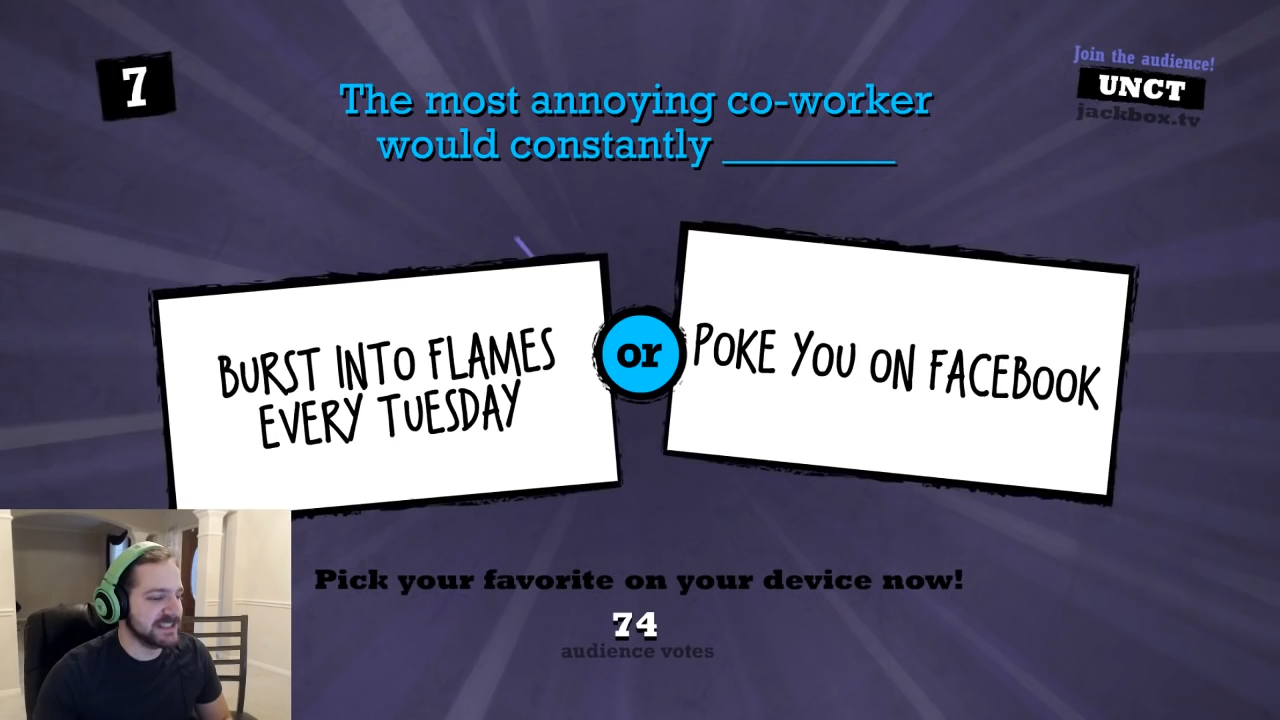 7
Join the audience!
UNCT
jackbox.tv
The most annoying co-worker
would constantly _________
BURST INTO FLAMES
EVERY TUESDAY
or
POKE YOU ON FACEBOOK
Pick your favorite on your device now!
74
audience votes